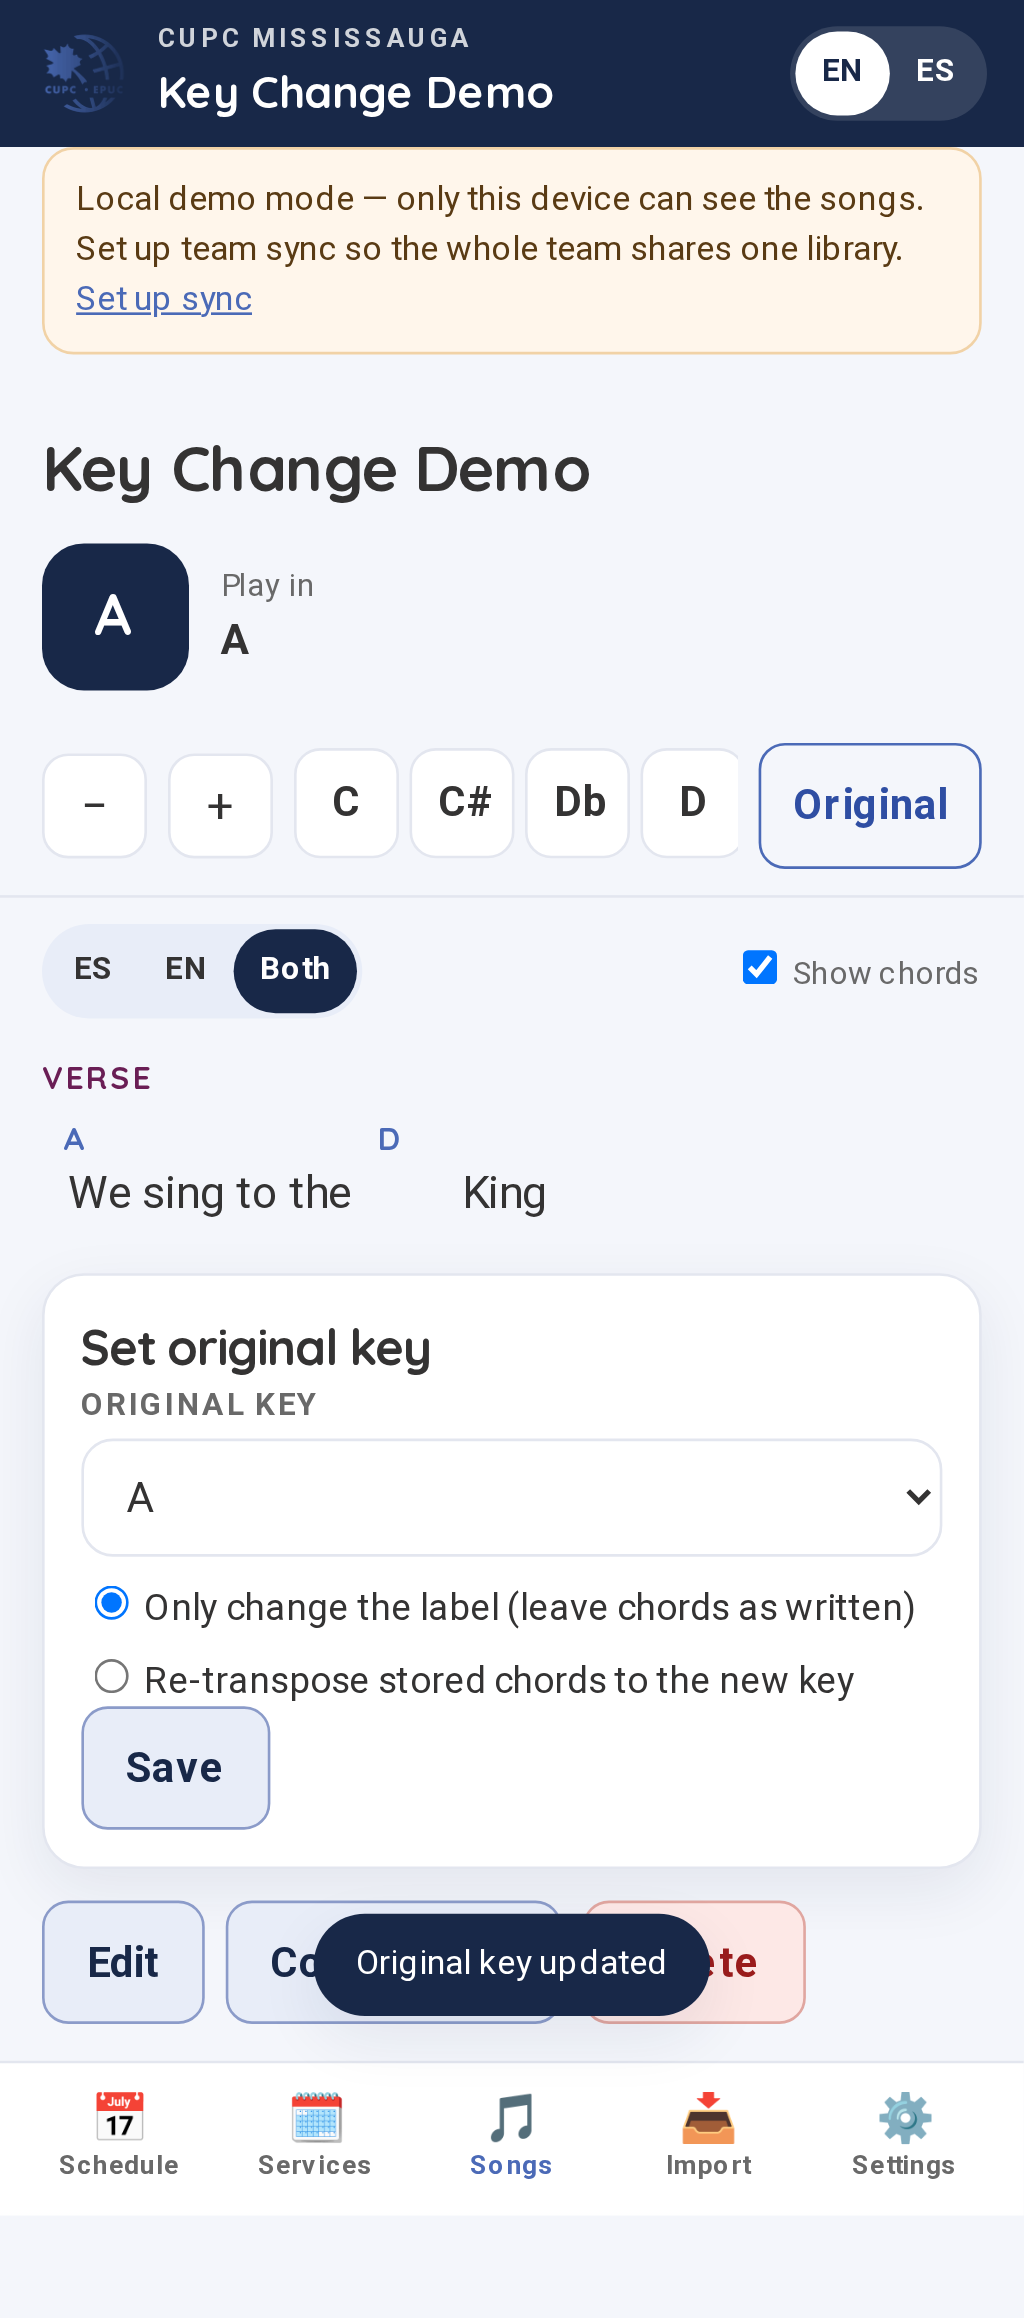 CUPC MISSISSAUGA
Key Change Demo
CUPC • EPUC
EN ES
Local demo mode — only this device can see the songs.
Set up team sync so the whole team shares one library.
Set up sync
Key Change Demo
A
Play in
A
− + C C# Db D Original
ES EN Both Show chords
VERSE
A D
We sing to the King
Set original key
ORIGINAL KEY
A
Only change the label (leave chords as written)
Re-transpose stored chords to the new key
Save
Edit
Original key updated
July
17
Schedule Services Songs Import Settings